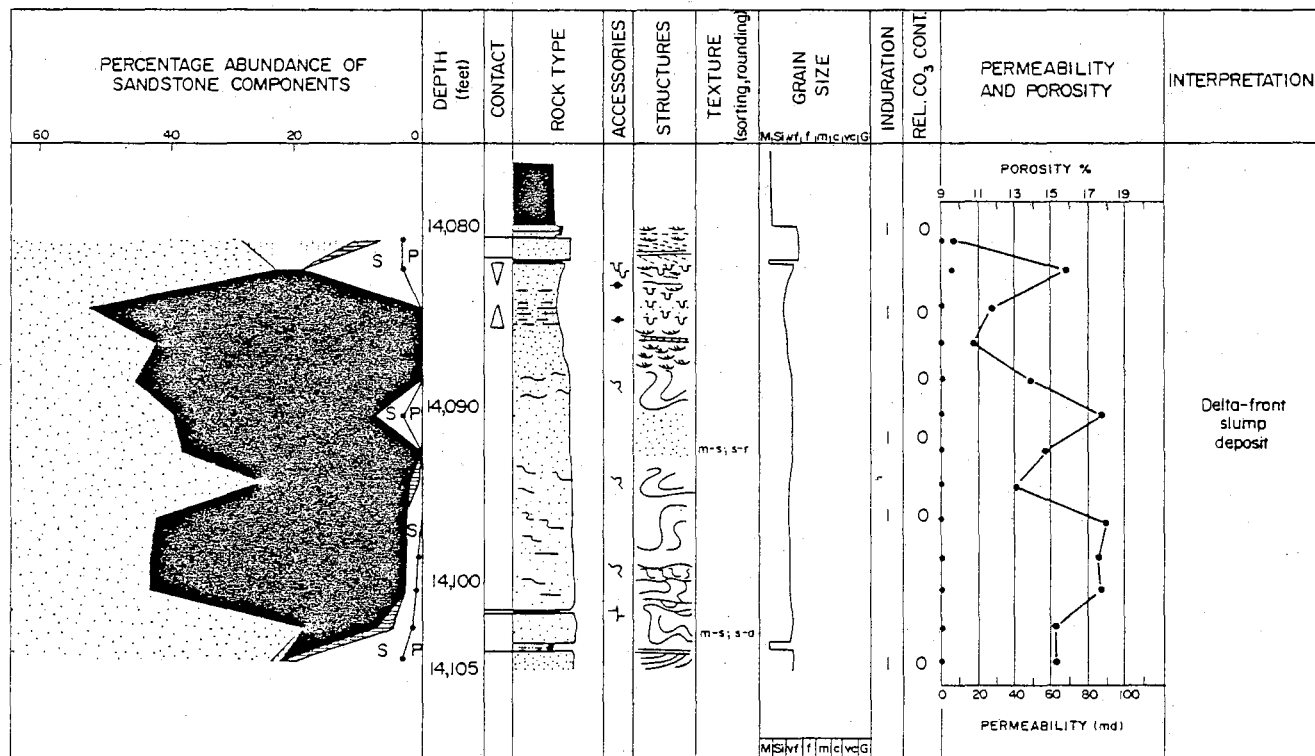 PERCENTAGE ABUNDANCE OF
SANDSTONE COMPONENTS
DEPTH
(feet)
CONTACT
ROCK TYPE
ACCESSORIES
STRUCTURES
TEXTURE
(sorting, rounding)
GRAIN
SIZE
INDURATION
REL. CO3 CONT.
PERMEABILITY
AND POROSITY
INTERPRETATION
60 40 20 0
M Si vf f m c vc G
POROSITY %
9 11 13 15 17 19
14,080
I O
S P
I O
O
14,090
S P
Delta-front
slump
deposit
I O
m-s; s-r
I O
S
14,100
m-s; s-a
S P
14,105
I O
0 20 40 60 80 100
PERMEABILITY (md)
M Si vf f m c vc G